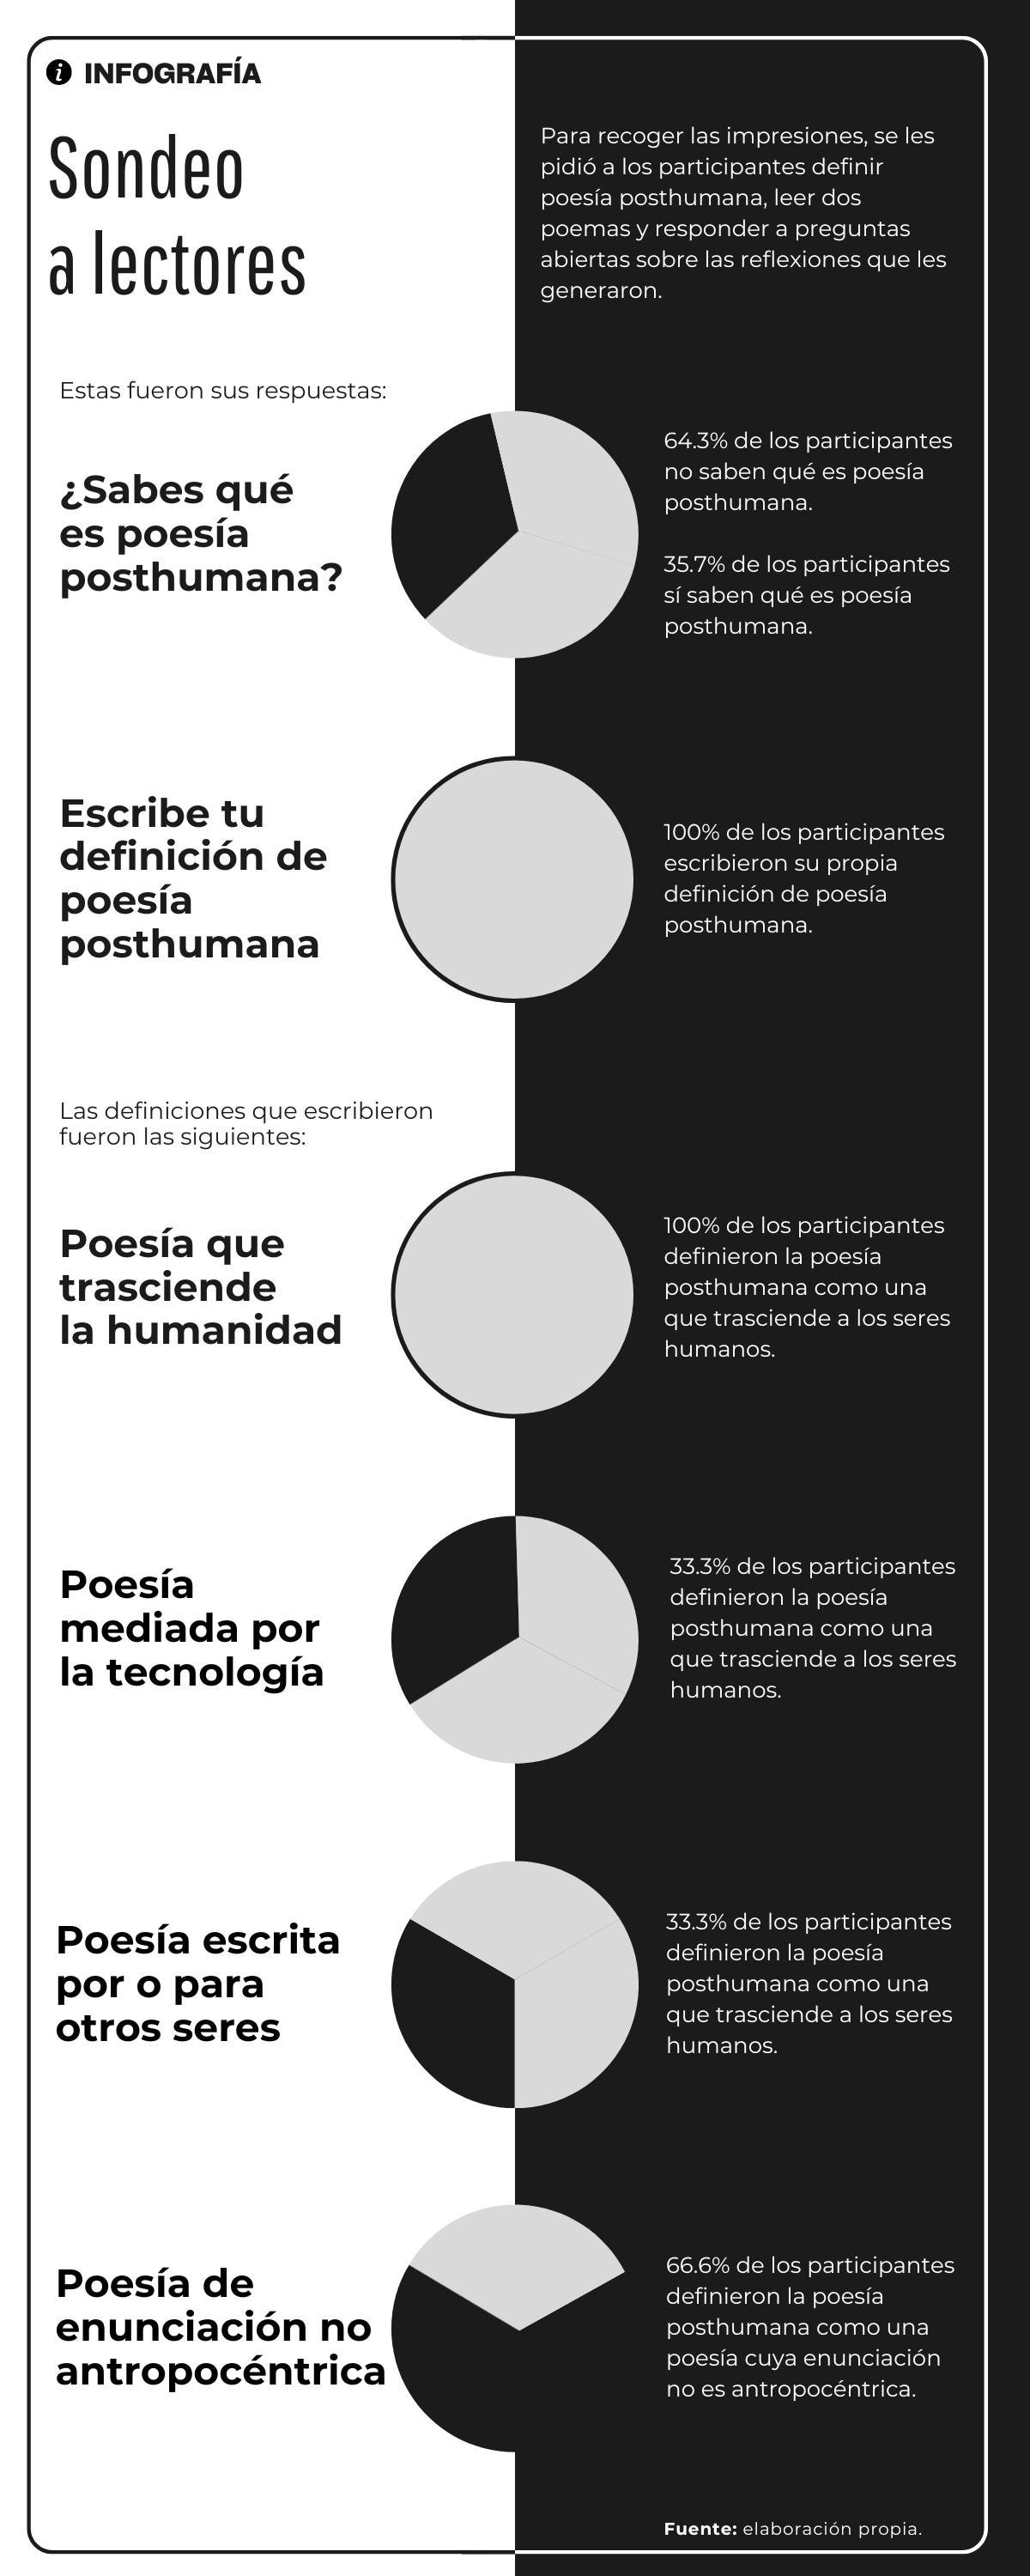 INFOGRAFÍA
Sondeo
a lectores
Para recoger las impresiones, se les
pidió a los participantes definir
poesía posthumana, leer dos
poemas y responder a preguntas
abiertas sobre las reflexiones que les
generaron.
Estas fueron sus respuestas:
¿Sabes qué
es poesía
posthumana?
64.3% de los participantes
no saben qué es poesía
posthumana.
35.7% de los participantes
sí saben qué es poesía
posthumana.
Escribe tu
definición de
poesía
posthumana
100% de los participantes
escribieron su propia
definición de poesía
posthumana.
Las definiciones que escribieron
fueron las siguientes:
Poesía que
trasciende
la humanidad
100% de los participantes
definieron la poesía
posthumana como una
que trasciende a los seres
humanos.
Poesía
mediada por
la tecnología
33.3% de los participantes
definieron la poesía
posthumana como una
que trasciende a los seres
humanos.
Poesía escrita
por o para
otros seres
33.3% de los participantes
definieron la poesía
posthumana como una
que trasciende a los seres
humanos.
Poesía de
enunciación no
antropocéntrica
66.6% de los participantes
definieron la poesía
posthumana como una
poesía cuya enunciación
no es antropocéntrica.
Fuente: elaboración propia.